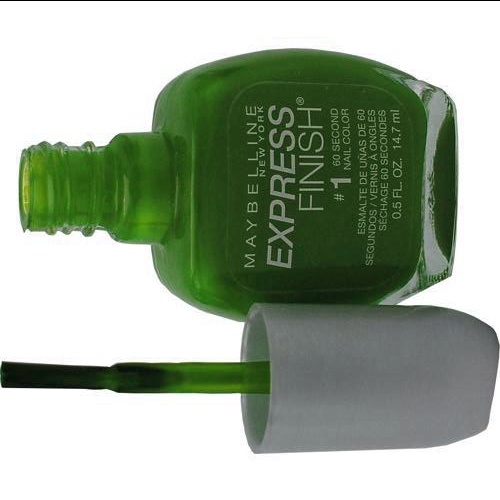 MAYBELLINE
NEW YORK
EXPRESS
FINISH®
#1 60 SECOND
NAIL COLOR
ESMALTE DE UÑAS DE 60
SEGUNDOS / VERNIS À ONGLES
SÉCHAGE 60 SECONDES
0.5 FL. OZ. 14.7 ml